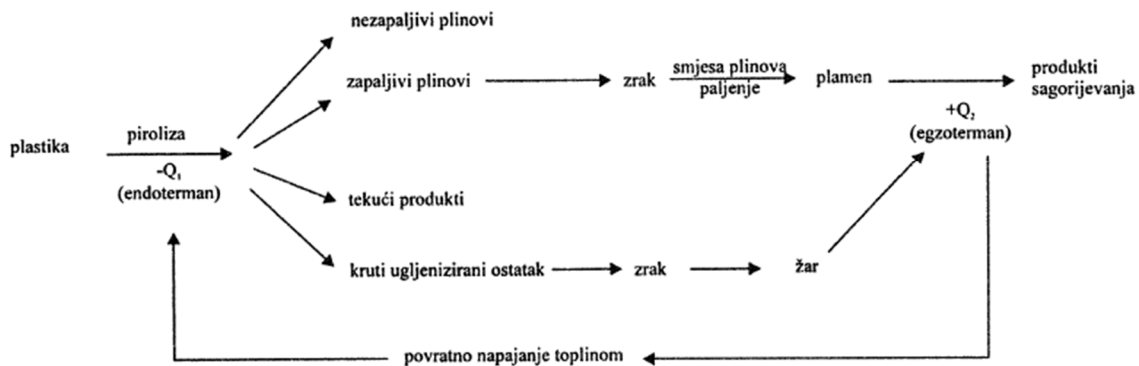 nezapaljivi plinovi
zapaljivi plinovi
zrak
smjesa plinova
paljenje
plamen
produkti
sagorijevanja
plastika
piroliza
-Q₁
(endoterman)
+Q₂
(egzoterman)
tekući produkti
kruti ugljenizirani ostatak
zrak
žar
povratno napajanje toplinom